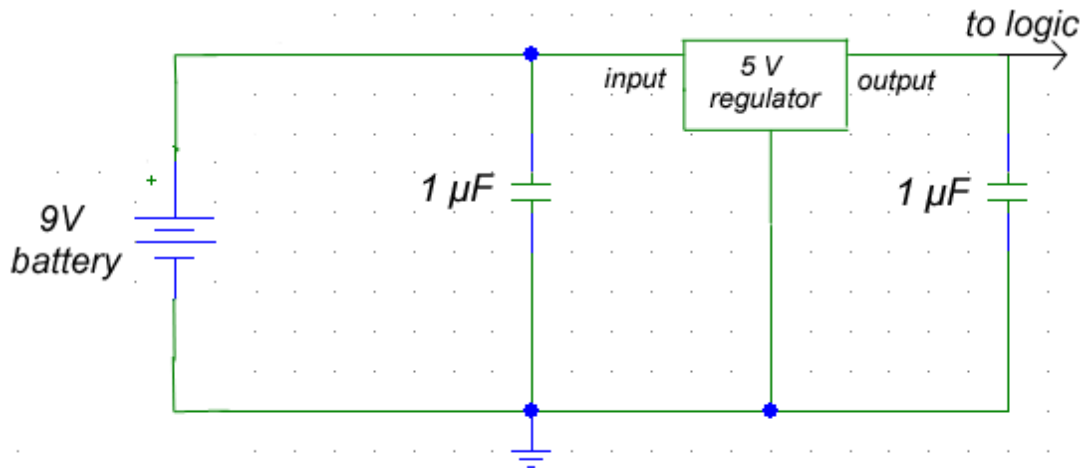 to logic
input
5 V
regulator
output
+
1 µF
1 µF
9V
battery